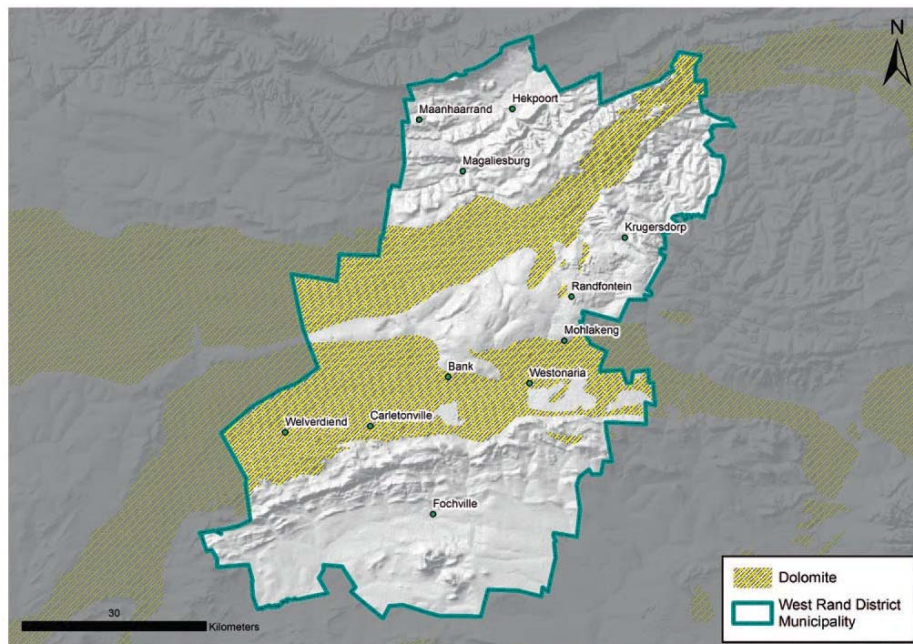 N
Hekpoort
Maanhaarrand
Magaliesburg
Krugersdorp
Randfontein
Mohlakeng
Bank
Westonaria
Carletonville
Welverdiend
Fochville
Dolomite
West Rand District
Municipality
30
Kilometers